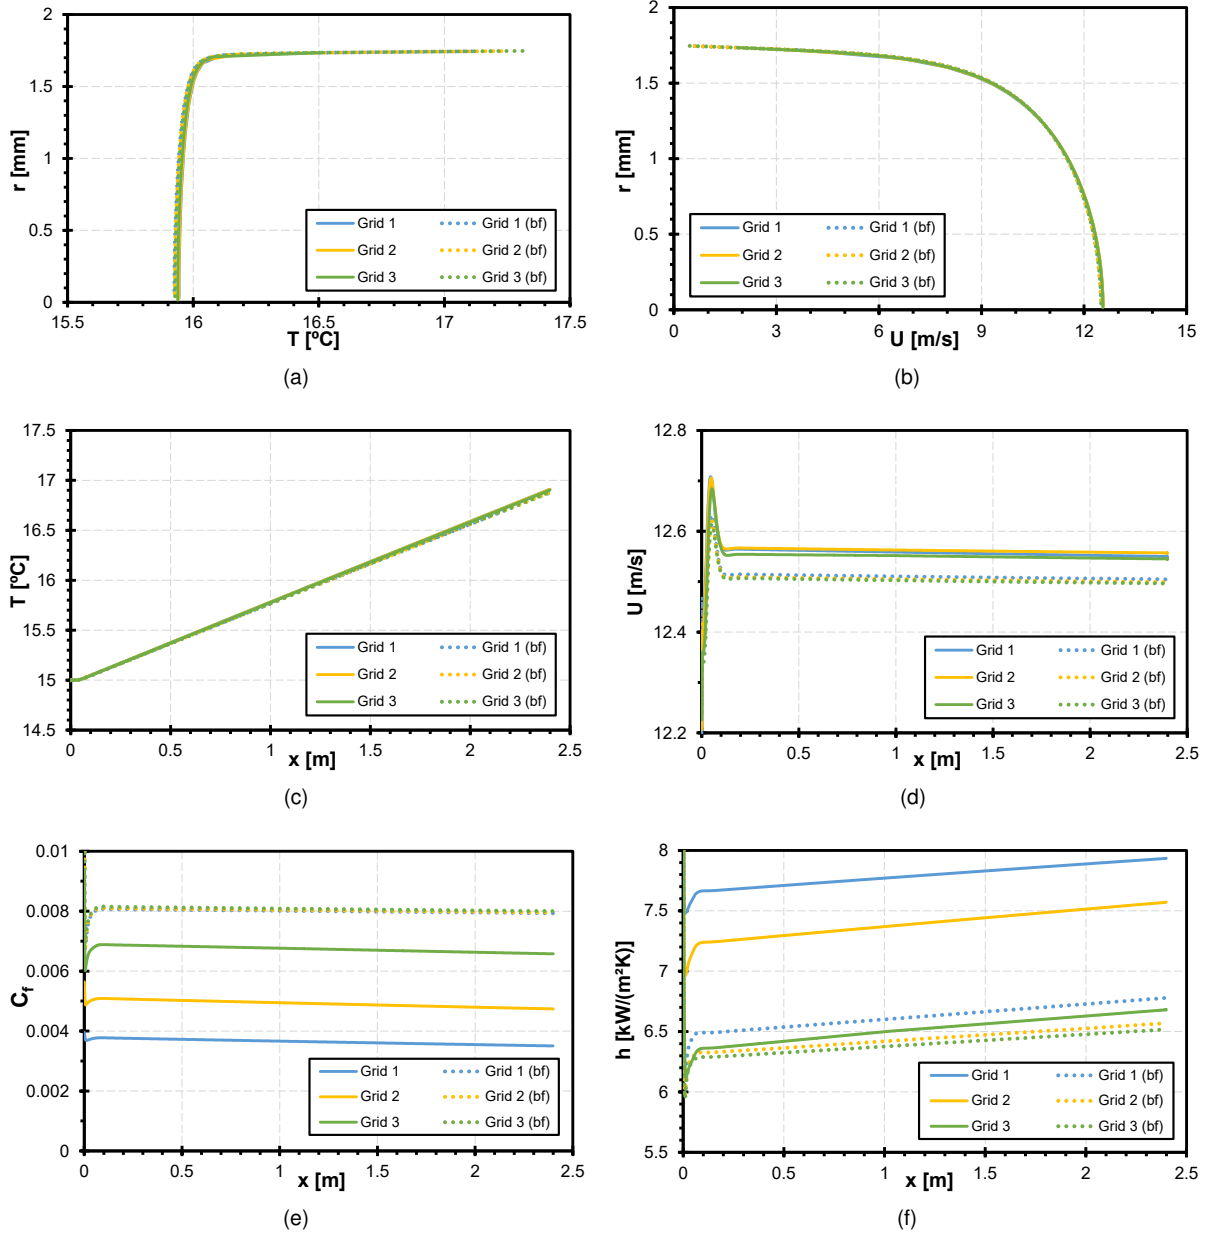 2
1.5
1
0.5
0
r [mm]
Grid 1 Grid 1 (bf)
Grid 2 Grid 2 (bf)
Grid 3 Grid 3 (bf)
15.5 16 16.5 17 17.5
T [ºC]
(a)
2
1.5
1
0.5
0
r [mm]
Grid 1 Grid 1 (bf)
Grid 2 Grid 2 (bf)
Grid 3 Grid 3 (bf)
0 3 6 9 12 15
U [m/s]
(b)
17.5
17
16.5
16
15.5
15
14.5
T [ºC]
Grid 1 Grid 1 (bf)
Grid 2 Grid 2 (bf)
Grid 3 Grid 3 (bf)
0 0.5 1 1.5 2 2.5
x [m]
(c)
12.8
12.6
12.4
12.2
U [m/s]
Grid 1 Grid 1 (bf)
Grid 2 Grid 2 (bf)
Grid 3 Grid 3 (bf)
0 0.5 1 1.5 2 2.5
x [m]
(d)
0.01
0.008
0.006
0.004
0.002
0
Cf
Grid 1 Grid 1 (bf)
Grid 2 Grid 2 (bf)
Grid 3 Grid 3 (bf)
0 0.5 1 1.5 2 2.5
x [m]
(e)
8
7.5
7
6.5
6
5.5
h [kW/(m²K)]
Grid 1 Grid 1 (bf)
Grid 2 Grid 2 (bf)
Grid 3 Grid 3 (bf)
0 0.5 1 1.5 2 2.5
x [m]
(f)